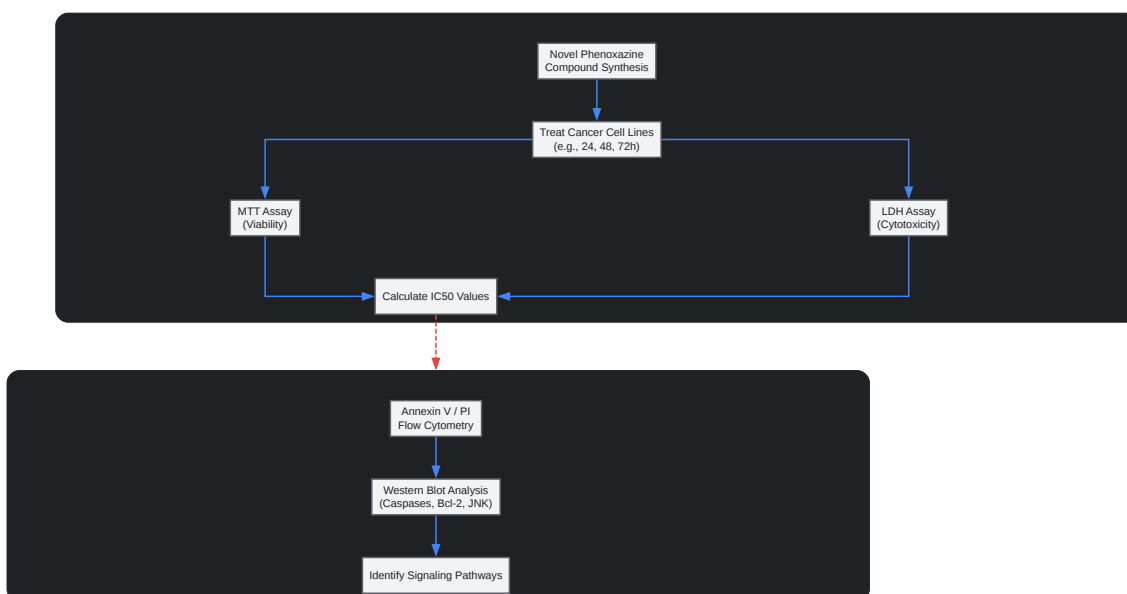 Novel Phenoxazine
Compound Synthesis
Treat Cancer Cell Lines
(e.g., 24, 48, 72h)
MTT Assay
(Viability)
LDH Assay
(Cytotoxicity)
Calculate IC50 Values
Annexin V / PI
Flow Cytometry
Western Blot Analysis
(Caspases, Bcl-2, JNK)
Identify Signaling Pathways